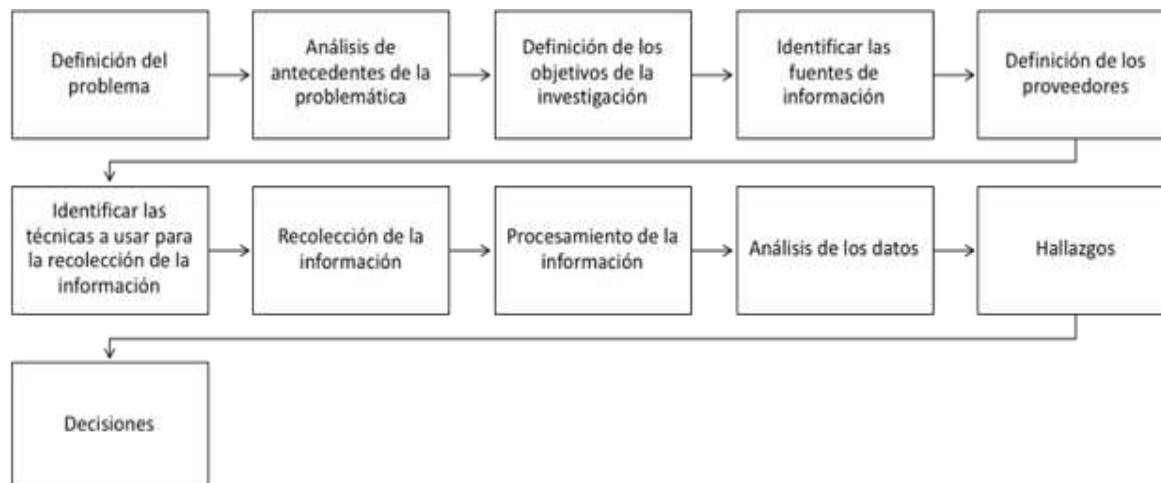 Definición del
problema
Análisis de
antecedentes de la
problemática
Definición de los
objetivos de la
investigación
Identificar las
fuentes de
información
Definición de los
proveedores
Identificar las
técnicas a usar para
la recolección de la
información
Recolección de la
información
Procesamiento de la
información
Análisis de los datos
Hallazgos
Decisiones